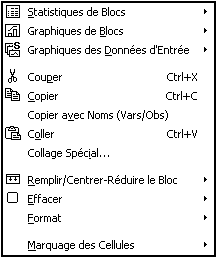 Statistiques de Blocs
Graphiques de Blocs
Graphiques des Données d'Entrée
Couper Ctrl+X
Copier Ctrl+C
Copier avec Noms (Vars/Obs)
Coller Ctrl+V
Collage Spécial...
Remplir/Centrer-Réduire le Bloc
Effacer
Format
Marquage des Cellules